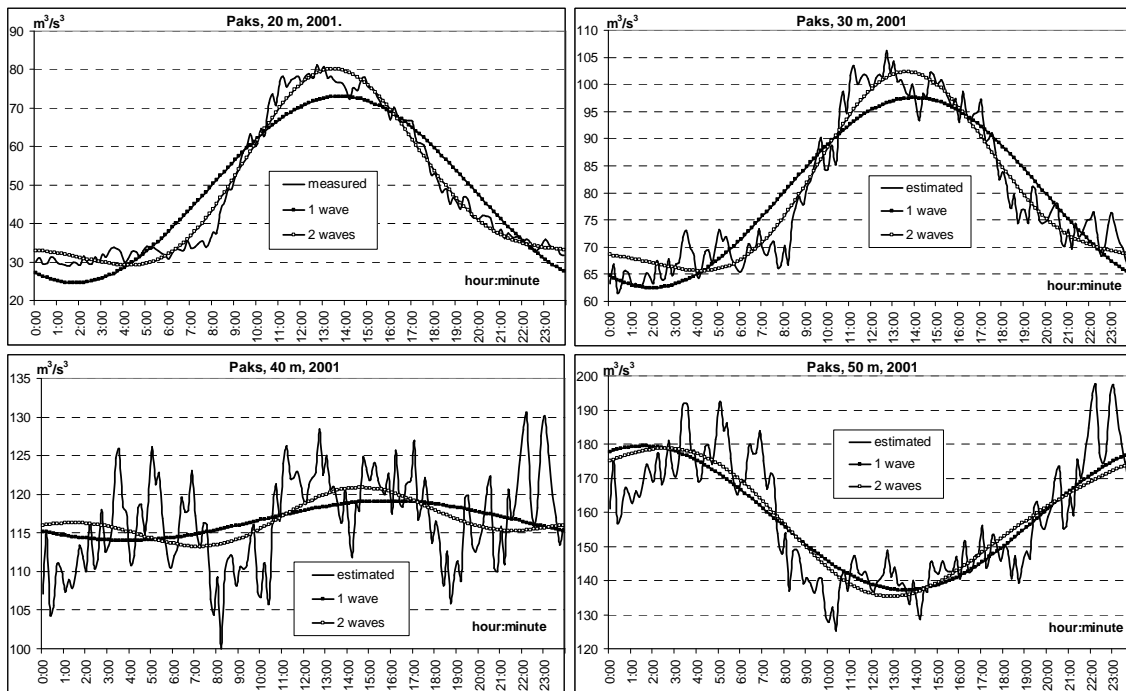 m³/s³
Paks, 20 m, 2001.
90
80
70
60
50
40
30
20
measured
1 wave
2 waves
hour:minute
0:00 1:00 2:00 3:00 4:00 5:00 6:00 7:00 8:00 9:00 10:00 11:00 12:00 13:00 14:00 15:00 16:00 17:00 18:00 19:00 20:00 21:00 22:00 23:00
m³/s³
Paks, 30 m, 2001
110
105
100
95
90
85
80
75
70
65
60
estimated
1 wave
2 waves
hour:minute
0:00 1:00 2:00 3:00 4:00 5:00 6:00 7:00 8:00 9:00 10:00 11:00 12:00 13:00 14:00 15:00 16:00 17:00 18:00 19:00 20:00 21:00 22:00 23:00
m³/s³
Paks, 40 m, 2001
135
130
125
120
115
110
105
100
estimated
1 wave
2 waves
hour:minute
0:00 1:00 2:00 3:00 4:00 5:00 6:00 7:00 8:00 9:00 10:00 11:00 12:00 13:00 14:00 15:00 16:00 17:00 18:00 19:00 20:00 21:00 22:00 23:00
m³/s³
Paks, 50 m, 2001
200
190
180
170
160
150
140
130
120
estimated
1 wave
2 waves
hour:minute
0:00 1:00 2:00 3:00 4:00 5:00 6:00 7:00 8:00 9:00 10:00 11:00 12:00 13:00 14:00 15:00 16:00 17:00 18:00 19:00 20:00 21:00 22:00 23:00